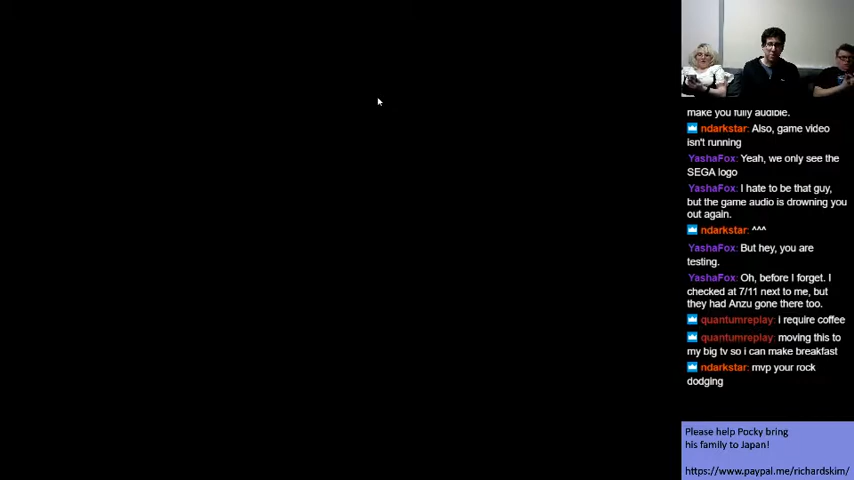 make you fully audible.
ndarkstar: Also, game video
isn't running
YashaFox: Yeah, we only see the
SEGA logo
YashaFox: I hate to be that guy,
but the game audio is drowning you
out again.
ndarkstar: ^^^
YashaFox: But hey, you are
testing.
YashaFox: Oh, before I forget. I
checked at 7/11 next to me, but
they had Anzu gone there too.
quantumreplay: i require coffee
quantumreplay: moving this to
my big tv so i can make breakfast
ndarkstar: mvp your rock
dodging
Please help Pocky bring
his family to Japan!
https://www.paypal.me/richardskim/